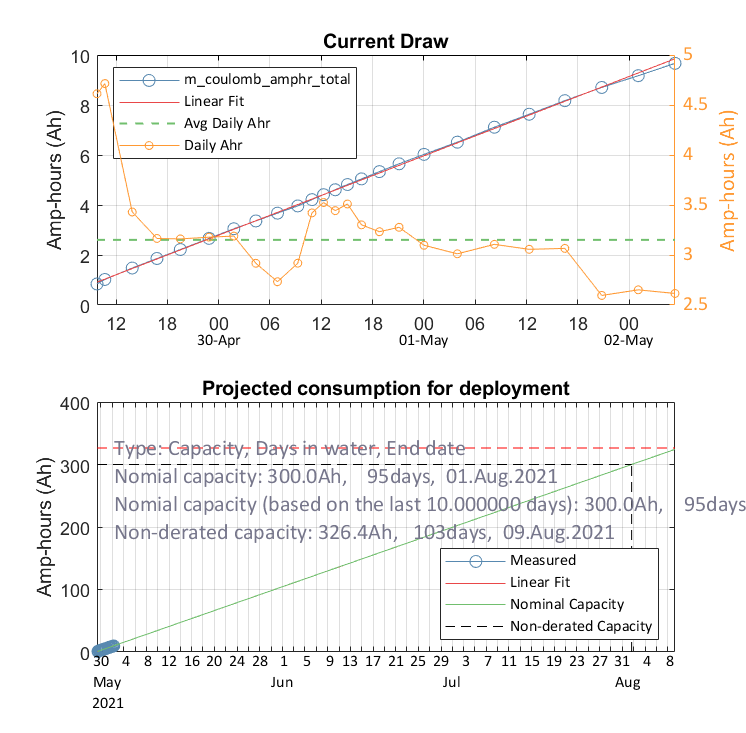 Current Draw
10
8
6
4
2
0
Amp-hours (Ah)
m_coulomb_amphr_total
Linear Fit
Avg Daily Ahr
Daily Ahr
5
4.5
4
3.5
3
2.5
Amp-hours (Ah)
12 18 00 06 12 18 00 06 12 18 00
30-Apr 01-May 02-May
Projected consumption for deployment
400
300
200
100
0
Amp-hours (Ah)
Type: Capacity, Days in water, End date
Nomial capacity: 300.0Ah, 95days, 01.Aug.2021
Nomial capacity (based on the last 10.000000 days): 300.0Ah, 95days
Non-derated capacity: 326.4Ah, 103days, 09.Aug.2021
Measured
Linear Fit
Nominal Capacity
Non-derated Capacity
30 4 8 12 16 20 24 28 1 5 9 13 17 21 25 29 3 7 11 15 19 23 27 31 4 8
May Jun Jul Aug
2021